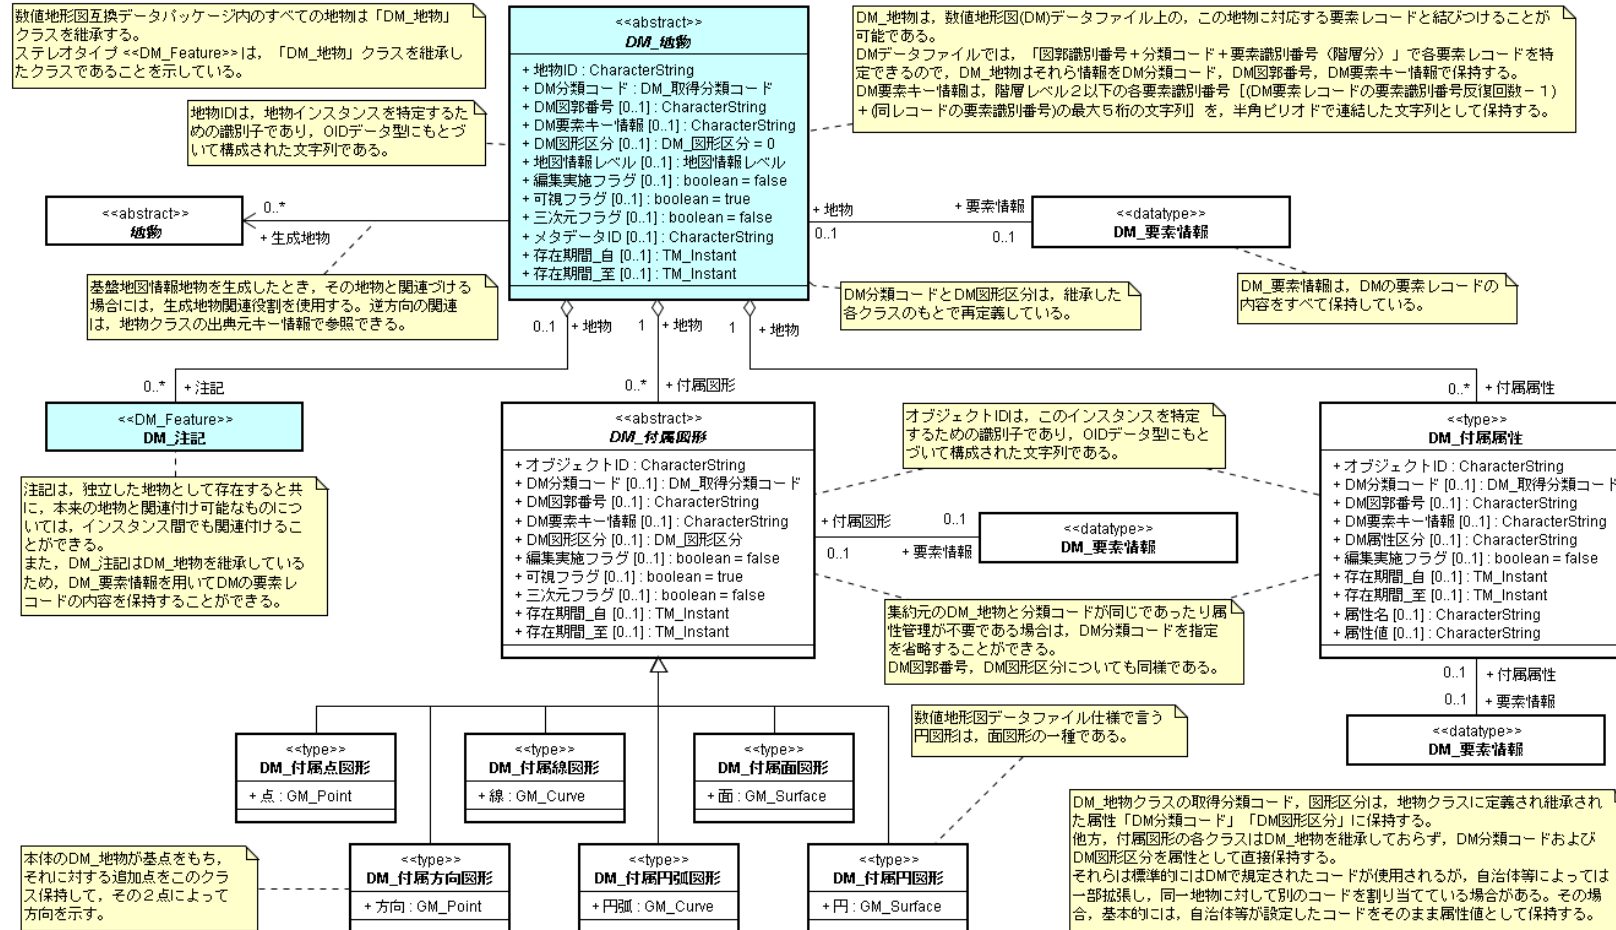 数値地形図互換データパッケージ内のすべての地物は「DM_地物」
クラスを継承する。
ステレオタイプ <<DM_Feature>> は，「DM_地物」クラスを継承し
たクラスであることを示している。
<<abstract>>
DM_地物
+ 地物ID : CharacterString
+ DM分類コード : DM_取得分類コード
+ DM図郭番号 [0..1] : CharacterString
+ DM要素キー情報 [0..1] : CharacterString
+ DM図形区分 [0..1] : DM_図形区分 = 0
+ 地図情報レベル [0..1] : 地図情報レベル
+ 編集実施フラグ [0..1] : boolean = false
+ 可視フラグ [0..1] : boolean = true
+ 三次元フラグ [0..1] : boolean = false
+ メタデータID [0..1] : CharacterString
+ 存在期間_自 [0..1] : TM_Instant
+ 存在期間_至 [0..1] : TM_Instant
DM_地物は，数値地形図(DM)データファイル上の，この地物に対応する要素レコードと結びつけることが
可能である。
DMデータファイルでは，「図郭識別番号＋分類コード＋要素識別番号（階層分）」で各要素レコードを特
定できるので，DM_地物はそれら情報をDM分類コード，DM図郭番号，DM要素キー情報で保持する。
DM要素キー情報は，階層レベル２以下の各要素識別番号［(DM要素レコードの要素識別番号反復回数－１)
＋(同レコードの要素識別番号)の最大５桁の文字列］を，半角ピリオドで連結した文字列として保持する。
地物IDは，地物インスタンスを特定するた
めの識別子であり，OIDデータ型にもとづ
いて構成された文字列である。
<<abstract>>
地物
0..*
+ 生成地物
+ 地物
0..1
+ 要素情報
0..1
<<datatype>>
DM_要素情報
基盤地図情報地物を生成したとき，その地物と関連づける
場合には，生成地物関連役割を使用する。逆方向の関連
は，地物クラスの出典元キー情報で参照できる。
DM分類コードとDM図形区分は，継承した
各クラスのもとで再定義している。
DM_要素情報は，DMの要素レコードの
内容をすべて保持している。
0..1
+ 地物
1
+ 地物
1
+ 地物
0..*
+ 注記
0..*
+ 付属図形
0..*
+ 付属属性
<<DM_Feature>>
DM_注記
注記は，独立した地物として存在すると共
に，本来の地物と関連付け可能なものにつ
いては，インスタンス間でも関連付けるこ
とができる。
また，DM_注記はDM_地物を継承している
ため，DM_要素情報を用いてDMの要素レ
コードの内容を保持することができる。
<<abstract>>
DM_付属図形
+ オブジェクトID : CharacterString
+ DM分類コード [0..1] : DM_取得分類コード
+ DM図郭番号 [0..1] : CharacterString
+ DM要素キー情報 [0..1] : CharacterString
+ DM図形区分 [0..1] : DM_図形区分
+ 編集実施フラグ [0..1] : boolean = false
+ 可視フラグ [0..1] : boolean = true
+ 三次元フラグ [0..1] : boolean = false
+ 存在期間_自 [0..1] : TM_Instant
+ 存在期間_至 [0..1] : TM_Instant
オブジェクトIDは，このインスタンスを特定
するための識別子であり，OIDデータ型にもと
づいて構成された文字列である。
+ 付属図形
0..1
0..1
+ 要素情報
<<datatype>>
DM_要素情報
集約元のDM_地物と分類コードが同じであったり属
性管理が不要である場合は，DM分類コードを指定
を省略することができる。
DM図郭番号，DM図形区分についても同様である。
<<type>>
DM_付属属性
+ オブジェクトID : CharacterString
+ DM分類コード [0..1] : DM_取得分類コード
+ DM図郭番号 [0..1] : CharacterString
+ DM要素キー情報 [0..1] : CharacterString
+ DM属性区分 [0..1] : CharacterString
+ 編集実施フラグ [0..1] : boolean = false
+ 存在期間_自 [0..1] : TM_Instant
+ 存在期間_至 [0..1] : TM_Instant
+ 属性名 [0..1] : CharacterString
+ 属性値 [0..1] : CharacterString
0..1
+ 付属属性
0..1
+ 要素情報
<<datatype>>
DM_要素情報
数値地形図データファイル仕様で言う
円図形は，面図形の一種である。
<<type>>
DM_付属点図形
+ 点 : GM_Point
<<type>>
DM_付属線図形
+ 線 : GM_Curve
<<type>>
DM_付属面図形
+ 面 : GM_Surface
本体のDM_地物が基点をもち，
それに対する追加点をこのクラ
ス保持して，その２点によって
方向を示す。
<<type>>
DM_付属方向図形
+ 方向 : GM_Point
<<type>>
DM_付属円弧図形
+ 円弧 : GM_Curve
<<type>>
DM_付属円図形
+ 円 : GM_Surface
DM_地物クラスの取得分類コード，図形区分は，地物クラスに定義され継承され
た属性「DM分類コード」「DM図形区分」に保持する。
他方，付属図形の各クラスはDM_地物を継承しておらず，DM分類コードおよび
DM図形区分を属性として直接保持する。
それらは標準的にはDMで規定されたコードが使用されるが，自治体等によっては
一部拡張し，同一地物に対して別のコードを割り当てている場合がある。その場
合，基本的には，自治体等が設定したコードをそのまま属性値として保持する。